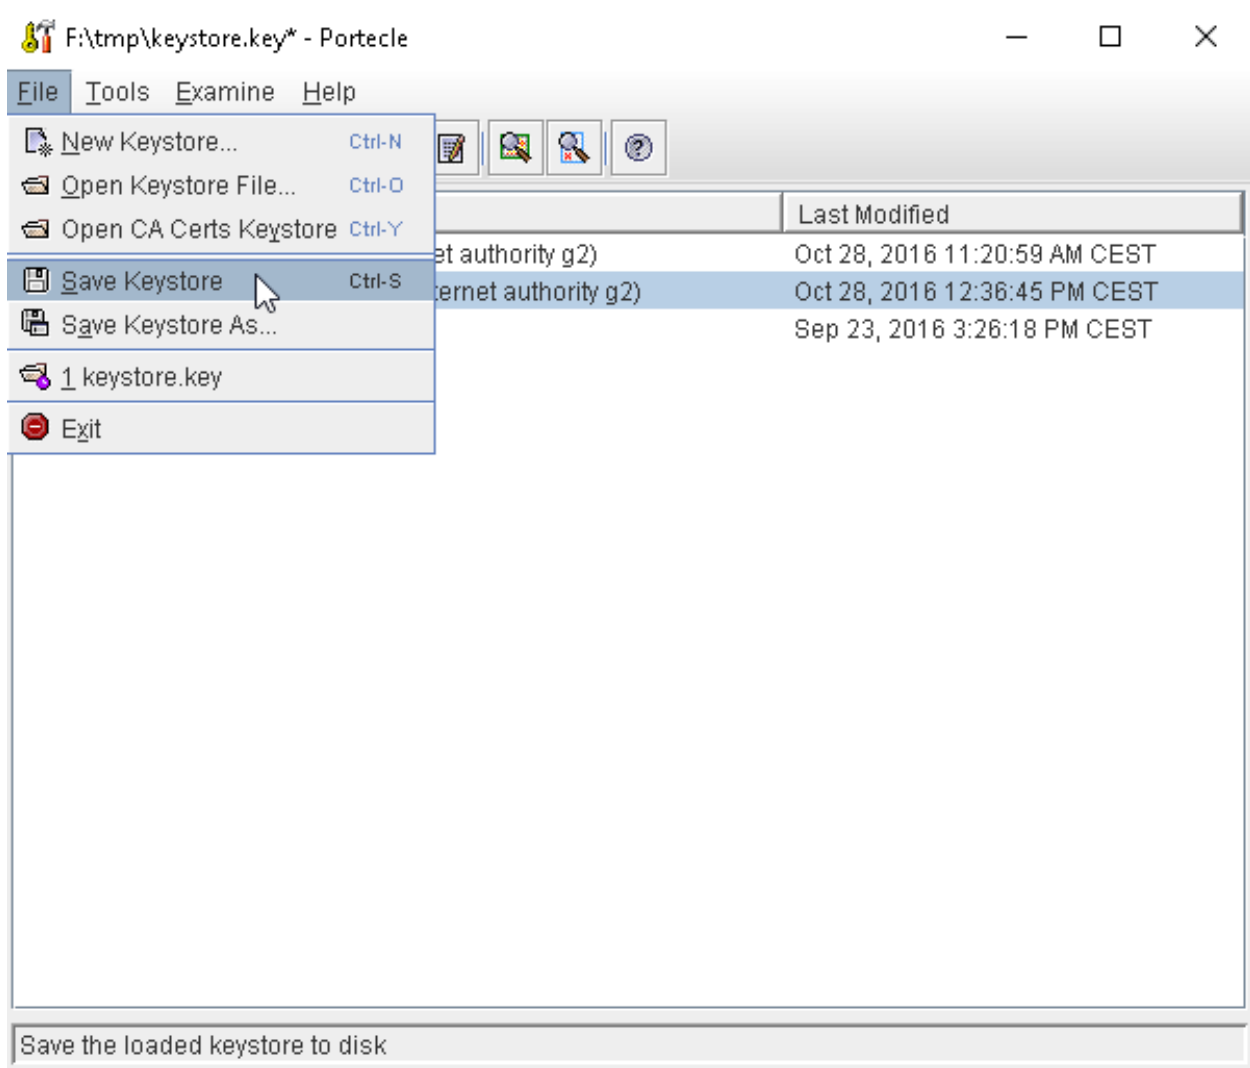 F:\tmp\keystore.key* - Portecle
File Tools Examine Help
New Keystore... Ctrl-N
Open Keystore File... Ctrl-O
Open CA Certs Keystore Ctrl-Y
Save Keystore Ctrl-S
Save Keystore As...
1 keystore.key
Exit
Last Modified
et authority g2) Oct 28, 2016 11:20:59 AM CEST
ernet authority g2) Oct 28, 2016 12:36:45 PM CEST
Sep 23, 2016 3:26:18 PM CEST
Save the loaded keystore to disk